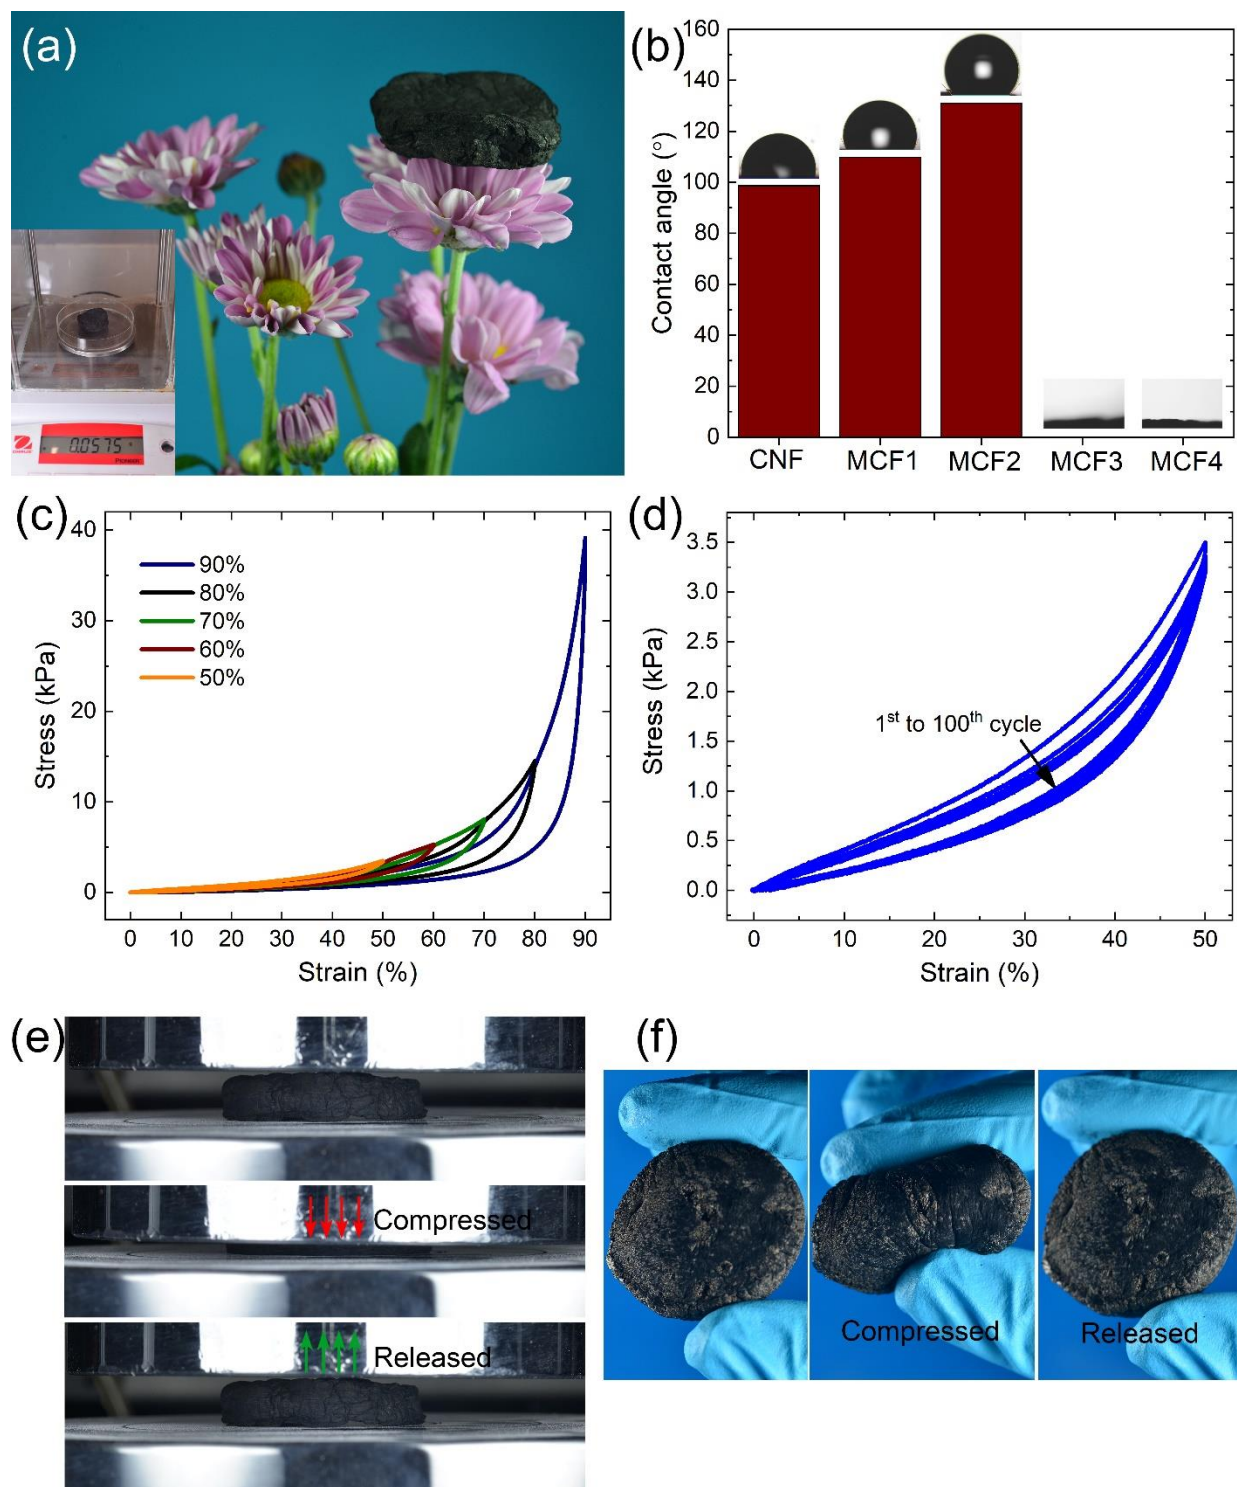 (a)
0.0575
(b)
160
140
120
100
80
60
40
20
0
Contact angle (°)
CNF
MCF1
MCF2
MCF3
MCF4
(c)
40
30
20
10
0
Stress (kPa)
90%
80%
70%
60%
50%
0 10 20 30 40 50 60 70 80 90
Strain (%)
(d)
3.5
3.0
2.5
2.0
1.5
1.0
0.5
0.0
Stress (kPa)
1st to 100th cycle
0 10 20 30 40 50
Strain (%)
(e)
Compressed
Released
(f)
Compressed
Released